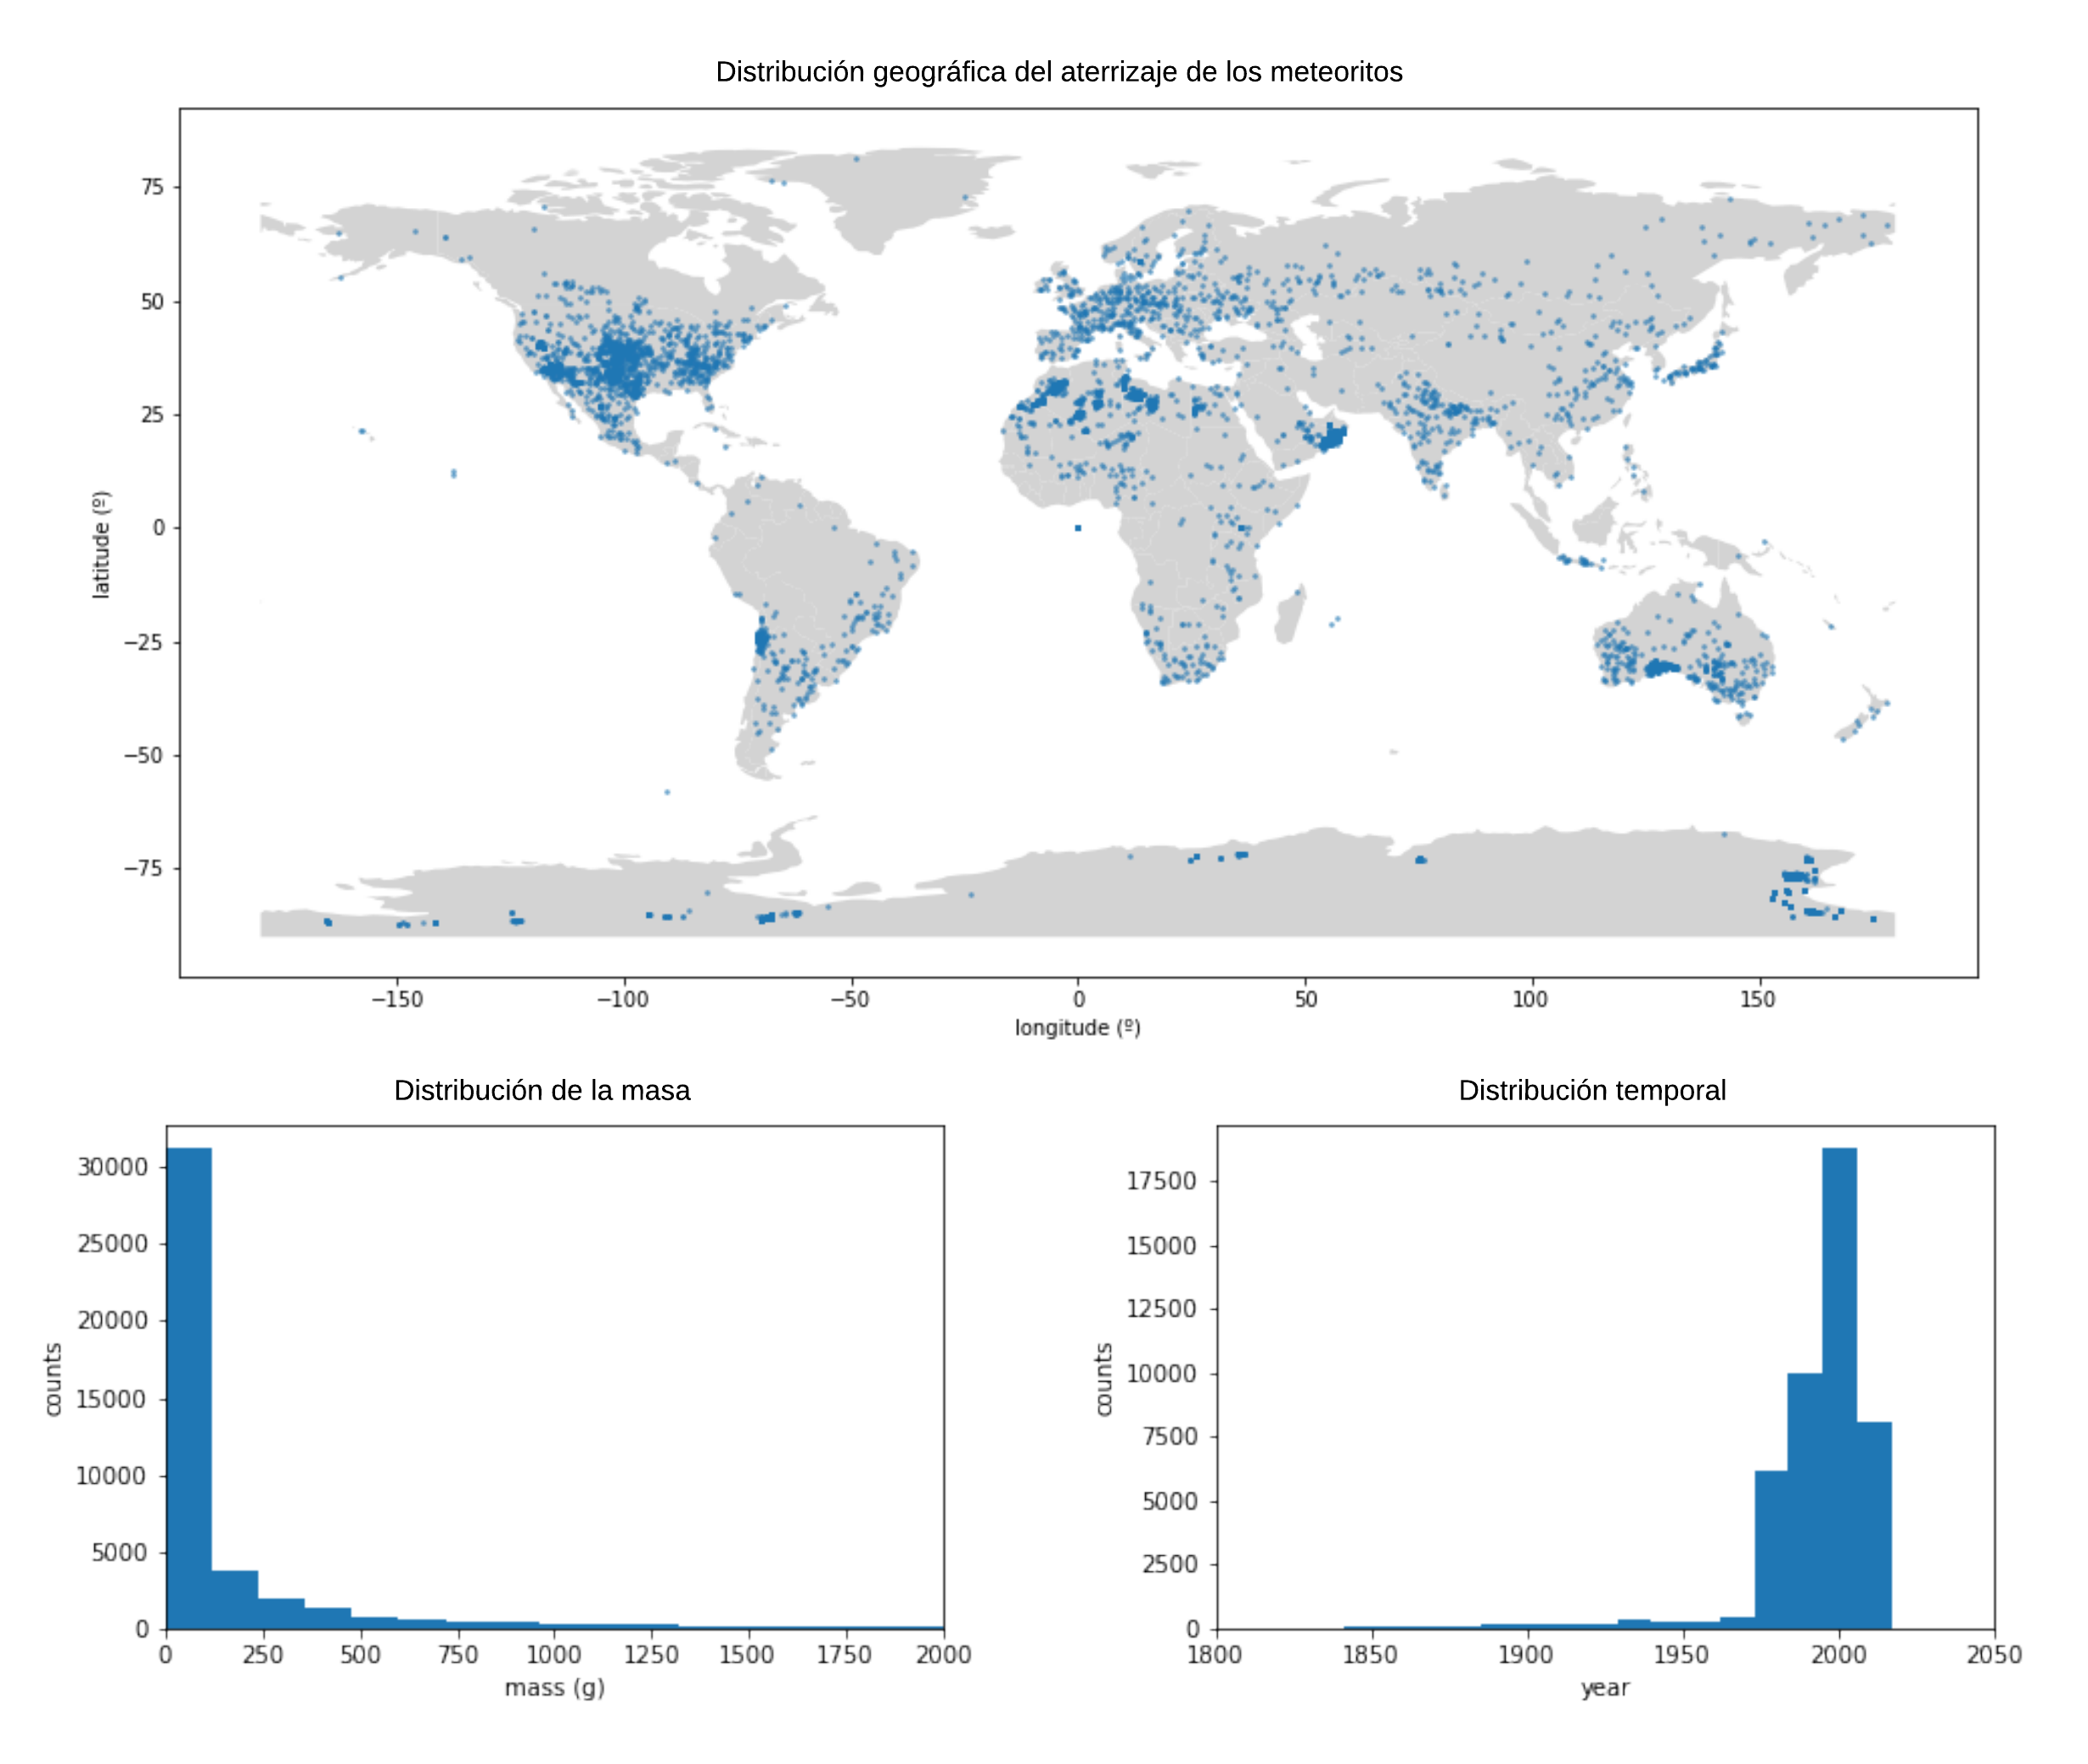 Distribución geográfica del aterrizaje de los meteoritos
75
50
25
0
−25
−50
−75
latitude (º)
−150 −100 −50 0 50 100 150
longitude (º)
Distribución de la masa
30000
25000
20000
15000
10000
5000
0
counts
0 250 500 750 1000 1250 1500 1750 2000
mass (g)
Distribución temporal
17500
15000
12500
10000
7500
5000
2500
0
counts
1800 1850 1900 1950 2000 2050
year